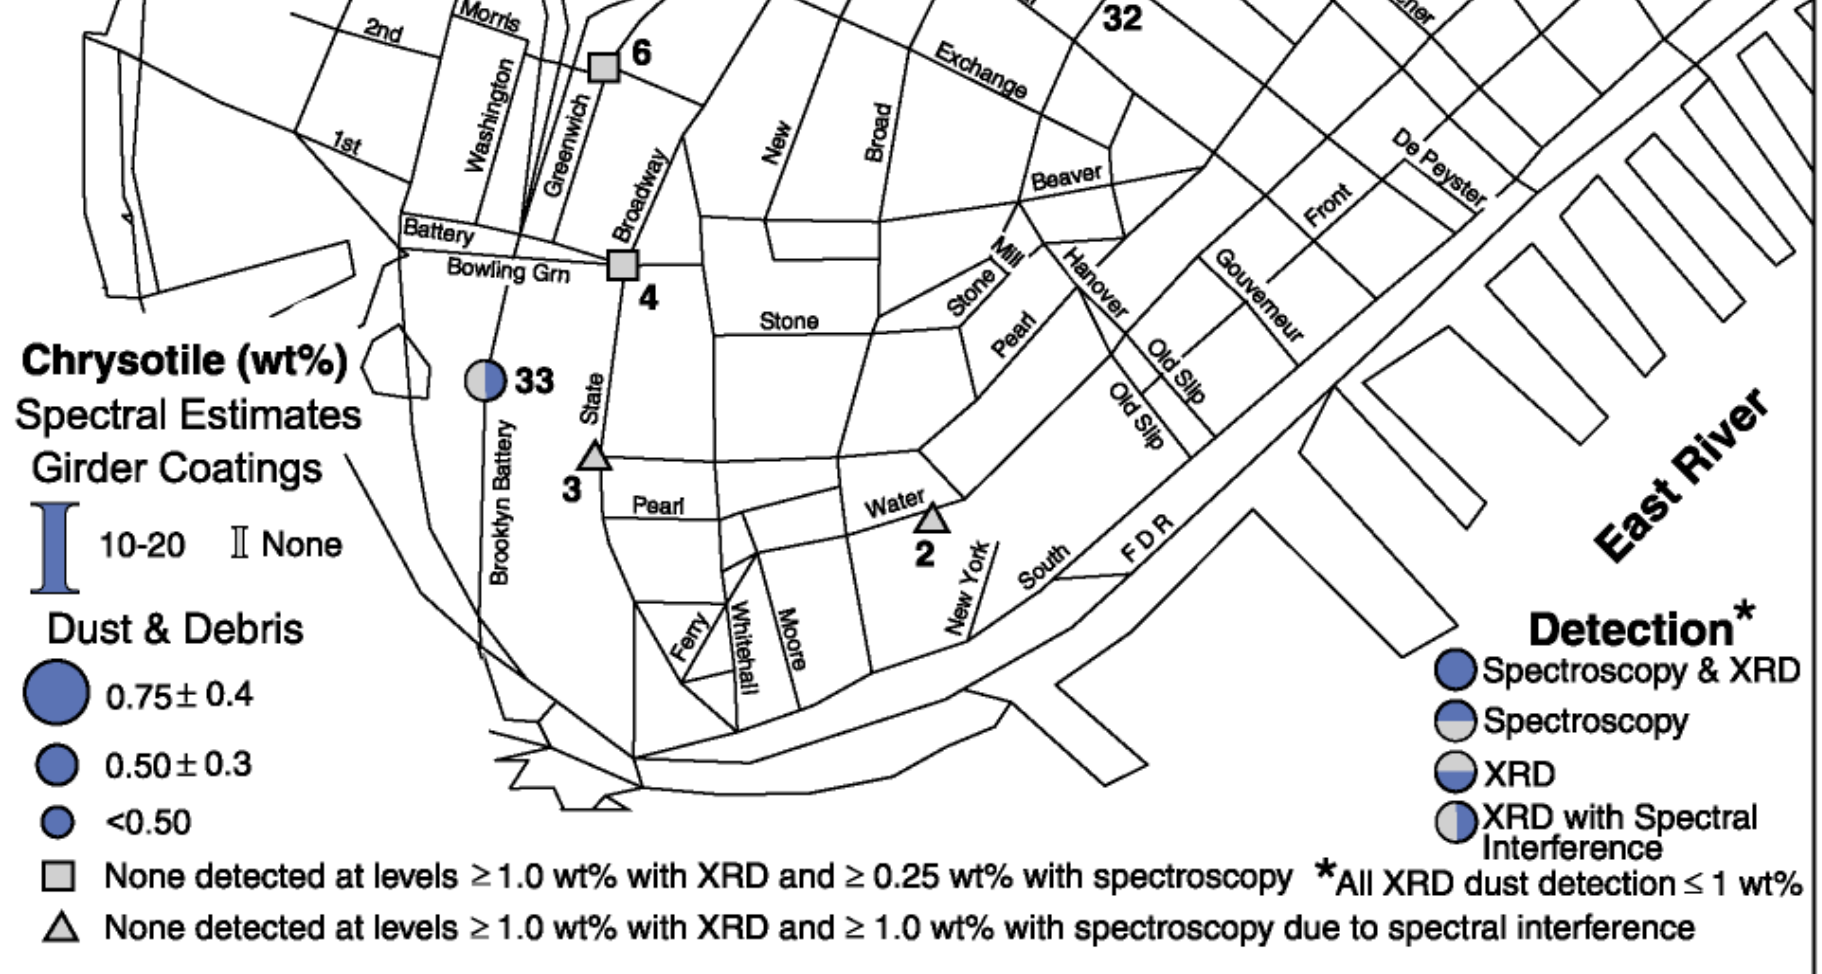 32
Morris
2nd
6
Exchange
Washington
Greenwich
New
Broad
1st
De Peyster
Broadway
Beaver
Front
Battery
Bowling Grn
Mill
Hanover
Gouverneur
4
Stone
Stone
Pearl
Chrysotile (wt%)
Spectral Estimates
Girder Coatings
10-20
None
33
State
Old Slip
Old Slip
Brooklyn Battery
3
Pearl
Water
2
East River
New York
South
F D R
Ferry
Whitehall
Moore
Dust & Debris
0.75± 0.4
0.50± 0.3
<0.50
Detection*
Spectroscopy & XRD
Spectroscopy
XRD
XRD with Spectral
Interference
None detected at levels ≥1.0 wt% with XRD and ≥ 0.25 wt% with spectroscopy
*All XRD dust detection ≤ 1 wt%
None detected at levels ≥1.0 wt% with XRD and ≥ 1.0 wt% with spectroscopy due to spectral interference